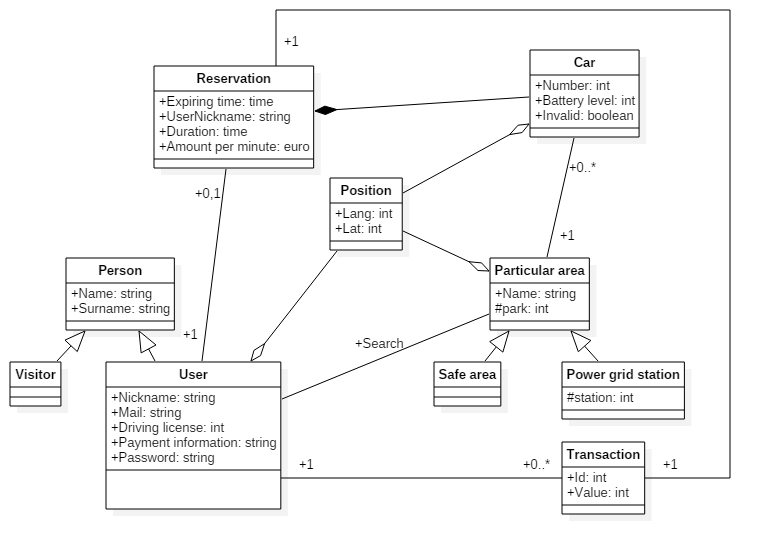 +1
Reservation
+Expiring time: time
+UserNickname: string
+Duration: time
+Amount per minute: euro
Car
+Number: int
+Battery level: int
+Invalid: boolean
+0,1
+1
+0..*
+1
Position
+Lang: int
+Lat: int
Person
+Name: string
+Surname: string
Particular area
+Name: string
#park: int
+Search
Visitor
User
+Nickname: string
+Mail: string
+Driving license: int
+Payment information: string
+Password: string
Safe area
Power grid station
#station: int
+1
+0..*
Transaction
+Id: int
+Value: int
+1